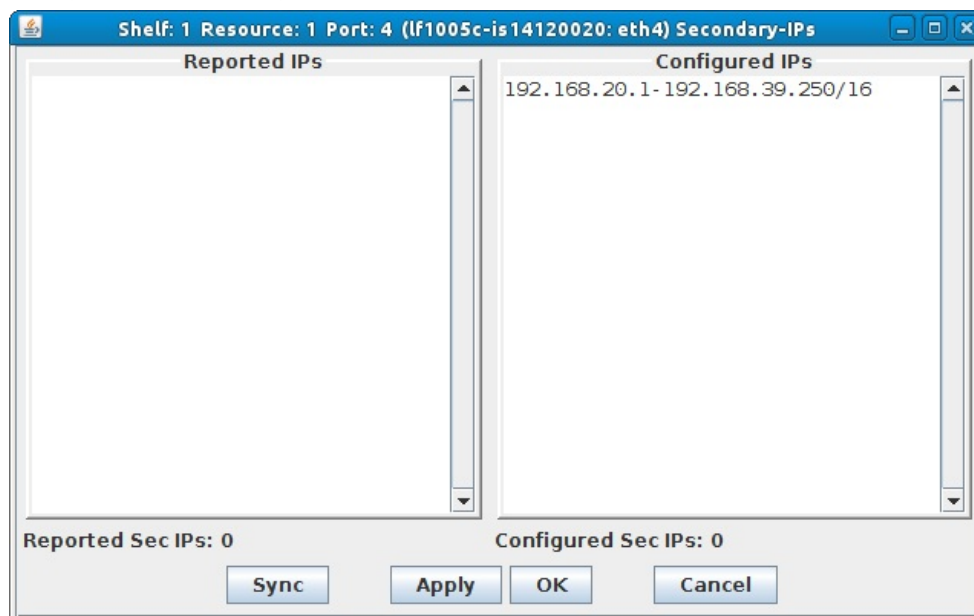 Shelf: 1 Resource: 1 Port: 4 (lf1005c-is14120020: eth4) Secondary-IPs
Reported IPs
Configured IPs
192.168.20.1-192.168.39.250/16
Reported Sec IPs: 0
Configured Sec IPs: 0
Sync
Apply
OK
Cancel